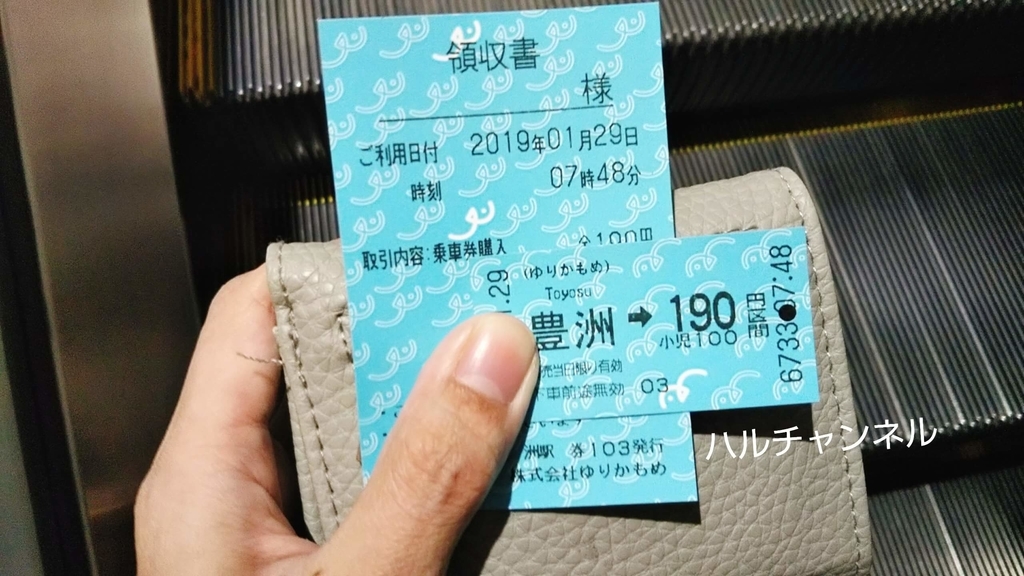 領収書
様
ご利用日付 2019年01月29日
時刻 07時48分
取引内容:乗車券購入
(ゆりかもめ)
Toyosu
豊洲 → 190円区間
小児100
売当日限り有効
下車前途無効 03
6733 07.48
.29
洲駅 券103発行
株式会社ゆりかもめ
ハルチャンネル